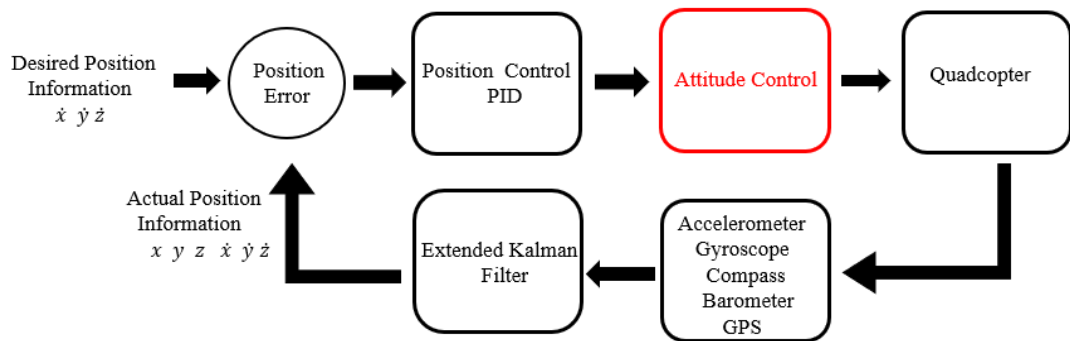 Desired Position
Information
ẋ ẏ ż
Position
Error
Position Control
PID
Attitude Control
Quadcopter
Actual Position
Information
x y z ẋ ẏ ż
Extended Kalman
Filter
Accelerometer
Gyroscope
Compass
Barometer
GPS